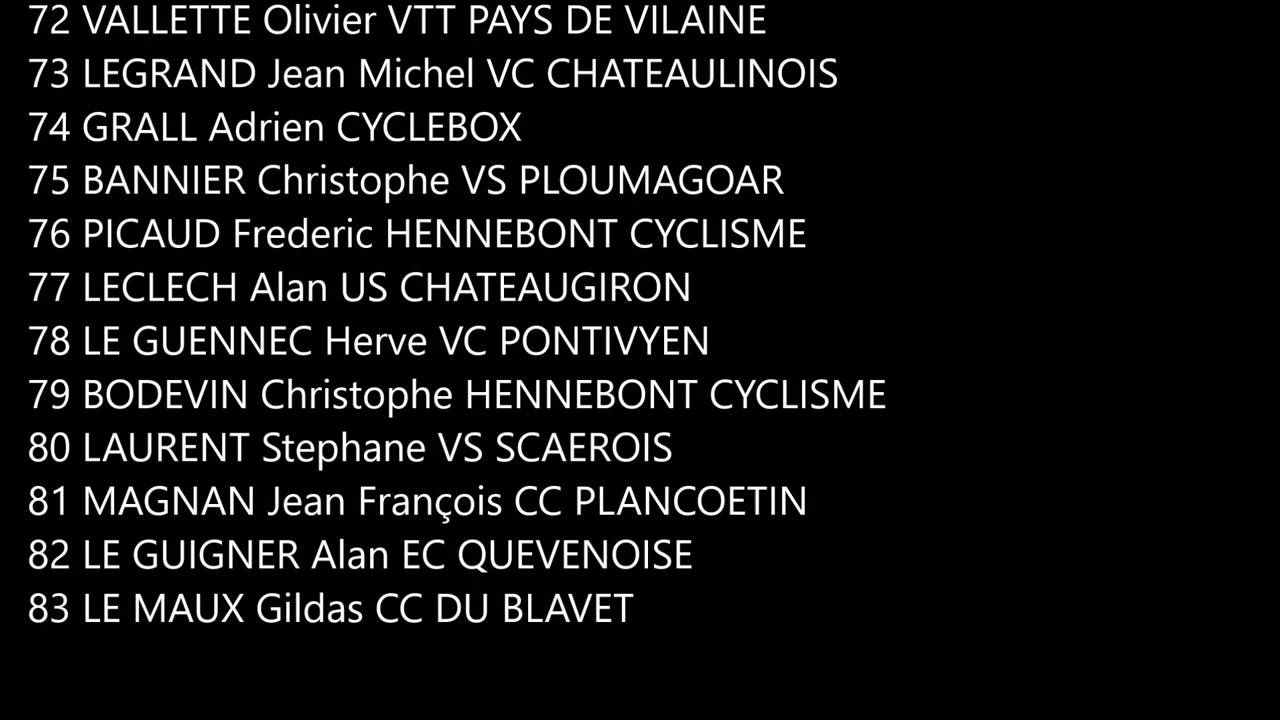 72 VALLETTE Olivier VTT PAYS DE VILAINE
73 LEGRAND Jean Michel VC CHATEAULINOIS
74 GRALL Adrien CYCLEBOX
75 BANNIER Christophe VS PLOUMAGOAR
76 PICAUD Frederic HENNEBONT CYCLISME
77 LECLECH Alan US CHATEAUGIRON
78 LE GUENNEC Herve VC PONTIVYEN
79 BODEVIN Christophe HENNEBONT CYCLISME
80 LAURENT Stephane VS SCAEROIS
81 MAGNAN Jean François CC PLANCOETIN
82 LE GUIGNER Alan EC QUEVENOISE
83 LE MAUX Gildas CC DU BLAVET